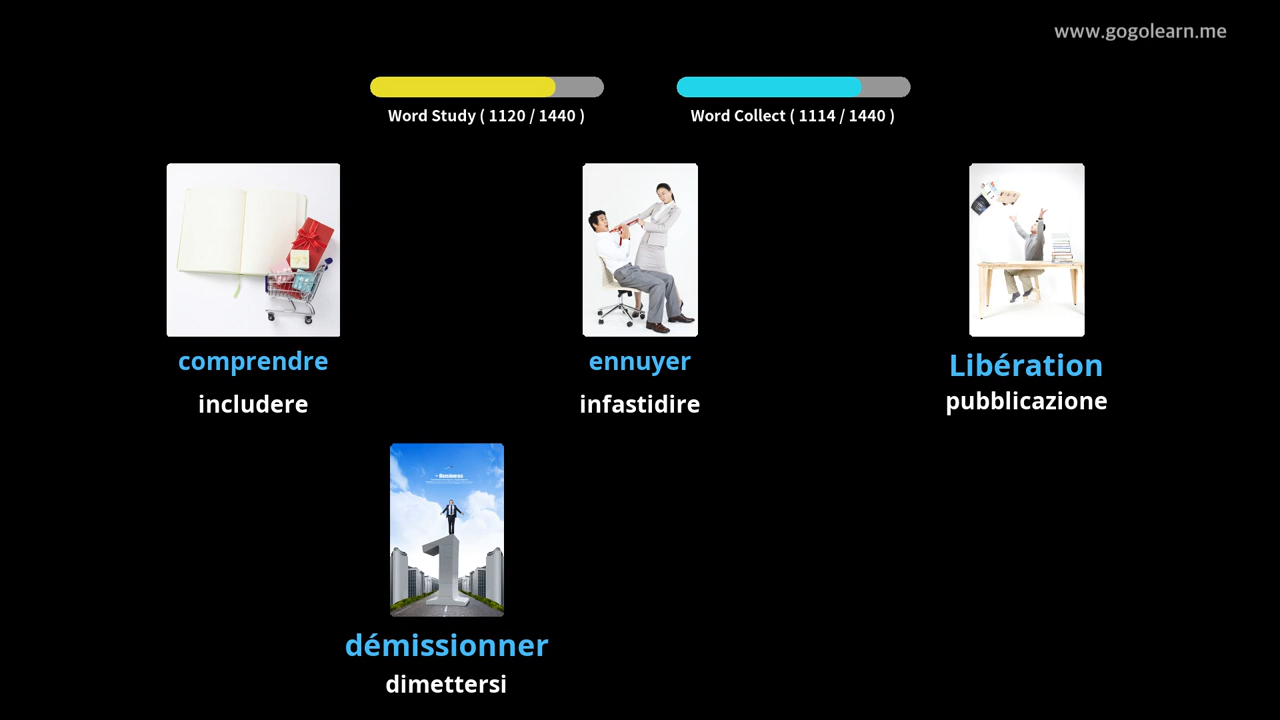 www.gogolearn.me
Word Study ( 1120 / 1440 )
Word Collect ( 1114 / 1440 )
comprendre
ennuyer
Libération
includere
infastidire
pubblicazione
Business
démissionner
dimettersi